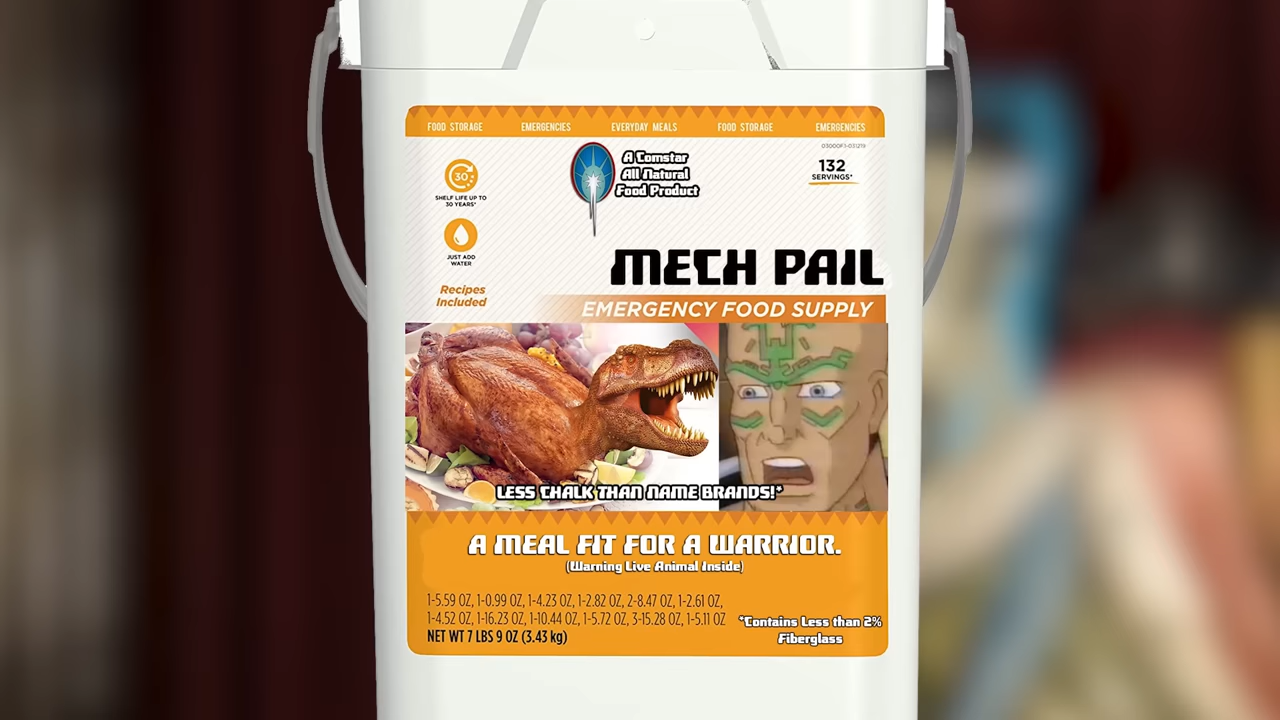 FOOD STORAGE EMERGENCIES EVERYDAY MEALS FOOD STORAGE EMERGENCIES
03000F1-031219
30
SHELF LIFE UP TO
30 YEARS*
A Comstar
All Natural
Food Product
132
SERVINGS*
JUST ADD
WATER
Recipes
Included
MECH PAIL
EMERGENCY FOOD SUPPLY
LESS CHALK THAN NAME BRANDS!*
A MEAL FIT FOR A WARRIOR.
(Warning Live Animal Inside)
1-5.59 OZ, 1-0.99 OZ, 1-4.23 OZ, 1-2.82 OZ, 2-8.47 OZ, 1-2.61 OZ,
1-4.52 OZ, 1-16.23 OZ, 1-10.44 OZ, 1-5.72 OZ, 3-15.28 OZ, 1-5.11 OZ
NET WT 7 LBS 9 OZ (3.43 kg)
*Contains Less than 2%
Fiberglass